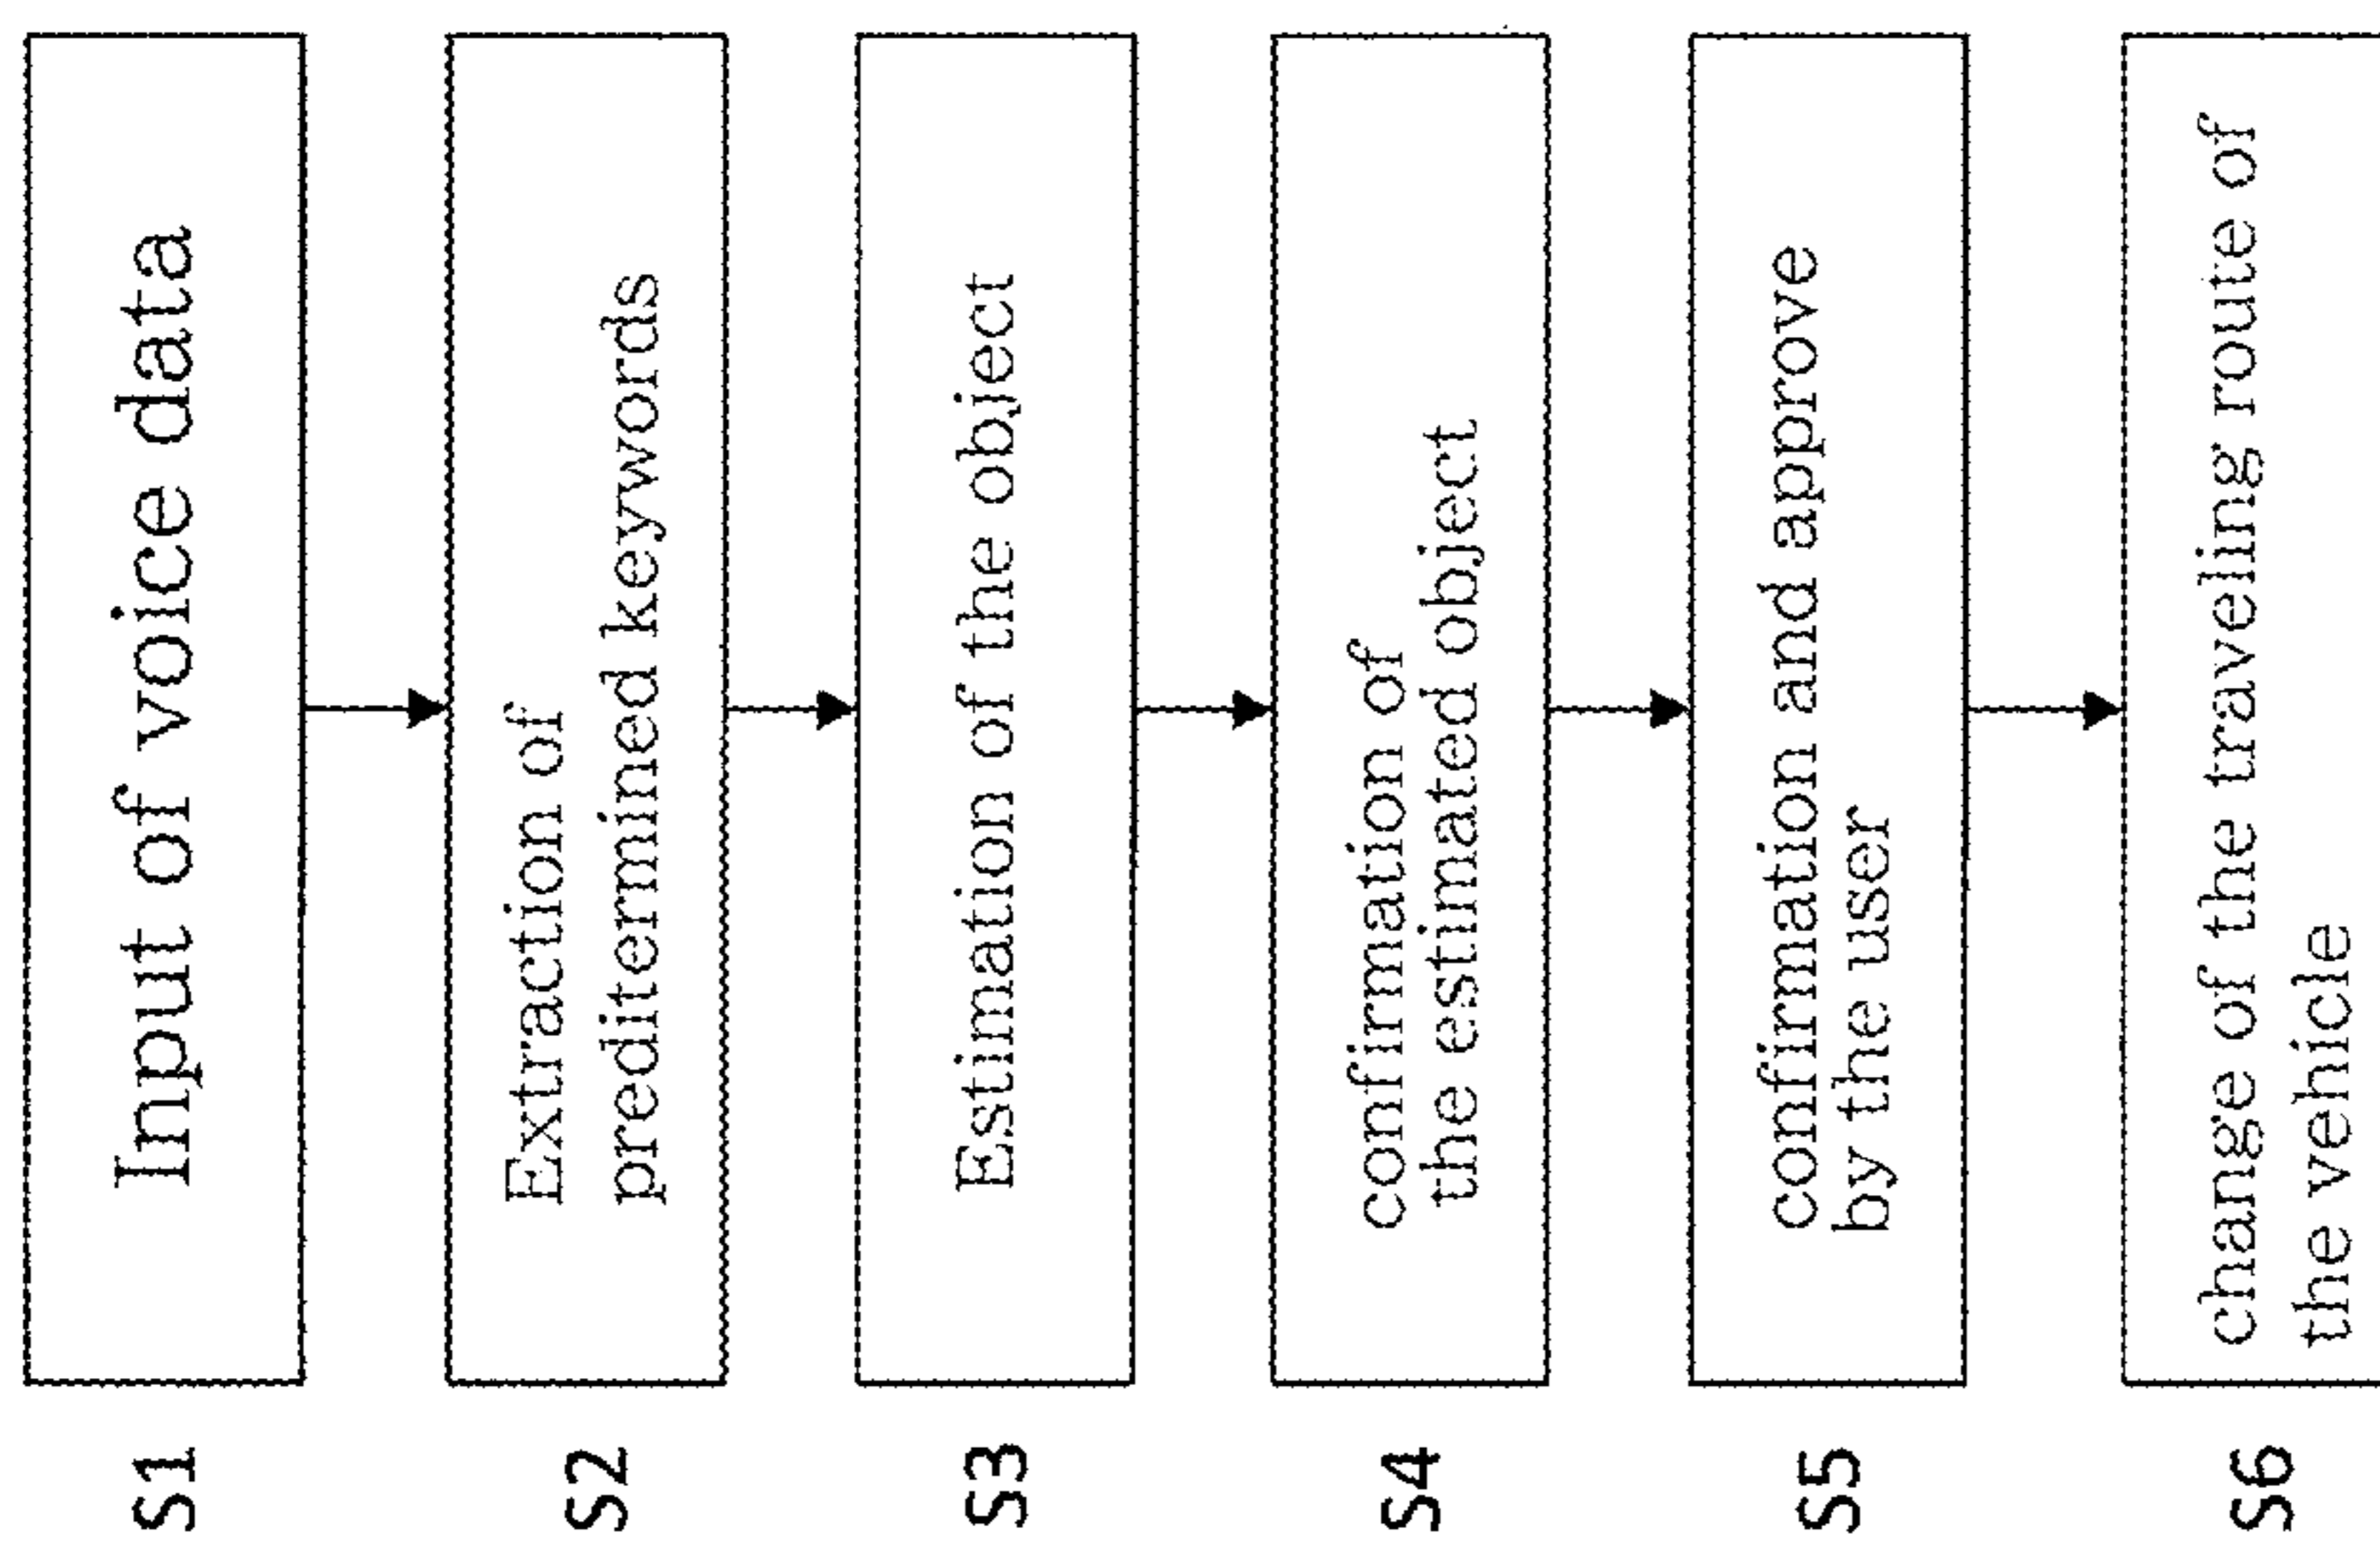 S1
Input of voice data
S2
Extraction of
preditermined keywords
S3
Estimation of the object
S4
confirmation of
the estimated object
S5
confirmation and approve
by the user
S6
change of the traveling route of
the vehicle